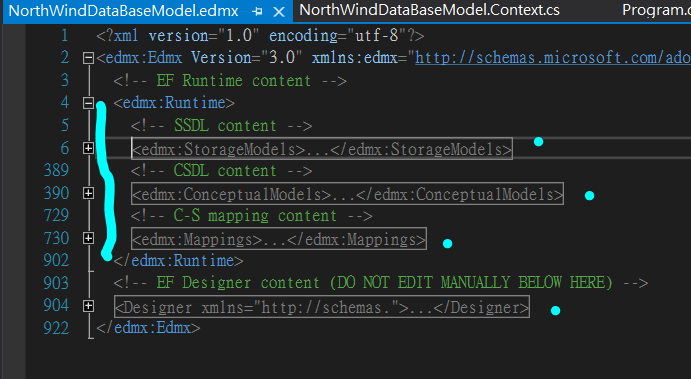 NorthWindDataBaseModel.edmx NorthWindDataBaseModel.Context.cs Program.c
1 <?xml version="1.0" encoding="utf-8"?>
2 <edmx:Edmx Version="3.0" xmlns:edmx="http://schemas.microsoft.com/ado
3 <!-- EF Runtime content -->
4 <edmx:Runtime>
5 <!-- SSDL content -->
6 <edmx:StorageModels>...</edmx:StorageModels>
389 <!-- CSDL content -->
390 <edmx:ConceptualModels>...</edmx:ConceptualModels>
729 <!-- C-S mapping content -->
730 <edmx:Mappings>...</edmx:Mappings>
902 </edmx:Runtime>
903 <!-- EF Designer content (DO NOT EDIT MANUALLY BELOW HERE) -->
904 <Designer xmlns="http://schemas.">...</Designer>
922 </edmx:Edmx>